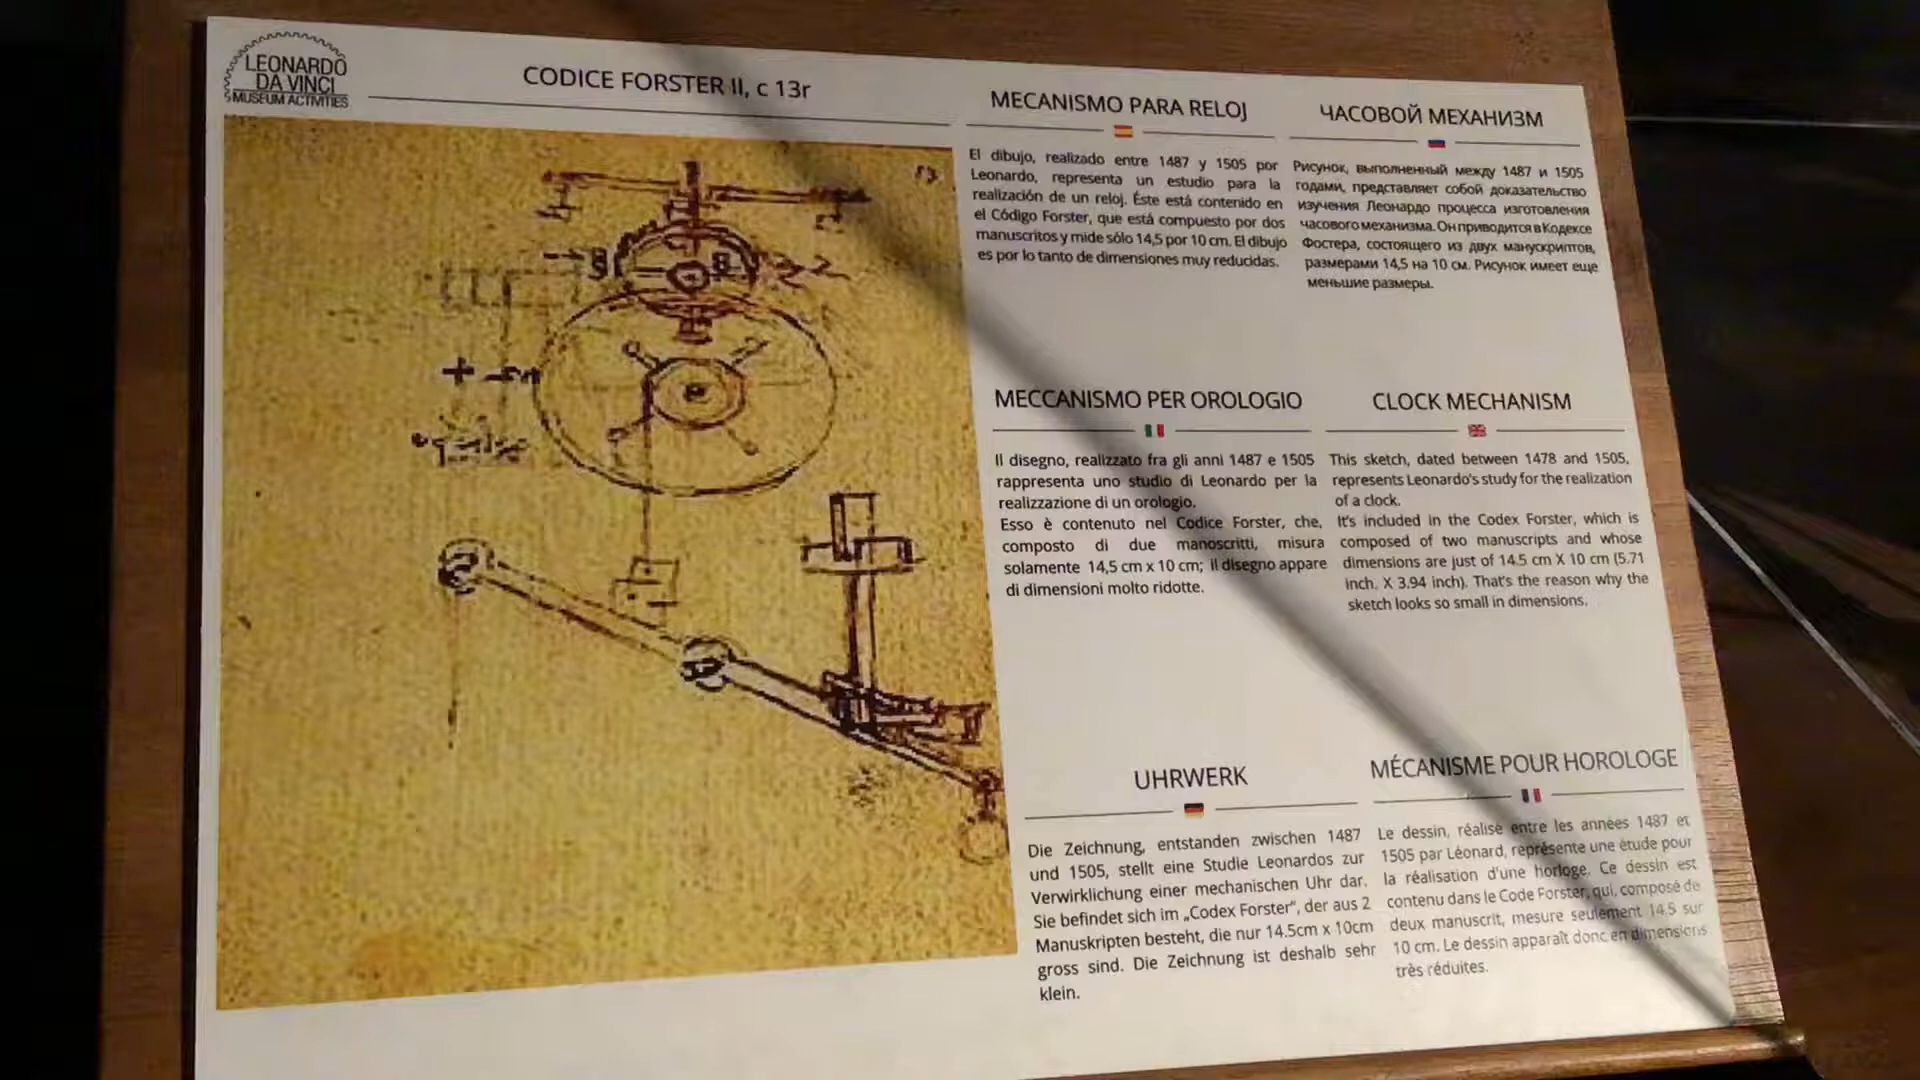 LEONARDO
DA VINCI
MUSEUM ACTIVITIES
CODICE FORSTER II, c 13r
MECANISMO PARA RELOJ
El dibujo, realizado entre 1487 y 1505 por
Leonardo, representa un estudio para la
realización de un reloj. Éste está contenido en
el Código Forster, que está compuesto por dos
manuscritos y mide sólo 14,5 por 10 cm. El dibujo
es por lo tanto de dimensiones muy reducidas.
ЧАСОВОЙ МЕХАНИЗМ
Рисунок, выполненный между 1487 и 1505
годами, представляет собой доказательство
изучения Леонардо процесса изготовления
часового механизма. Он приводится в Кодексе
Фостера, состоящего из двух манускриптов,
размерами 14,5 на 10 см. Рисунок имеет еще
меньшие размеры.
MECCANISMO PER OROLOGIO
Il disegno, realizzato fra gli anni 1487 e 1505
rappresenta uno studio di Leonardo per la
realizzazione di un orologio.
Esso è contenuto nel Codice Forster, che,
composto di due manoscritti, misura
solamente 14,5 cm x 10 cm; il disegno appare
di dimensioni molto ridotte.
CLOCK MECHANISM
This sketch, dated between 1478 and 1505,
represents Leonardo's study for the realization
of a clock.
It's included in the Codex Forster, which is
composed of two manuscripts and whose
dimensions are just of 14.5 cm X 10 cm (5.71
inch. X 3.94 inch). That's the reason why the
sketch looks so small in dimensions.
UHRWERK
Die Zeichnung, entstanden zwischen 1487
und 1505, stellt eine Studie Leonardos zur
Verwirklichung einer mechanischen Uhr dar.
Sie befindet sich im „Codex Forster", der aus 2
Manuskripten besteht, die nur 14.5cm x 10cm
gross sind. Die Zeichnung ist deshalb sehr
klein.
MÉCANISME POUR HOROLOGE
Le dessin, réalisé entre les années 1487 et
1505 par Léonard, représente une étude pour
la réalisation d'une horloge. Ce dessin est
contenu dans le Code Forster, qui, composé de
deux manuscrit, mesure seulement 14.5 sur
10 cm. Le dessin apparaît donc en dimensions
très réduites.